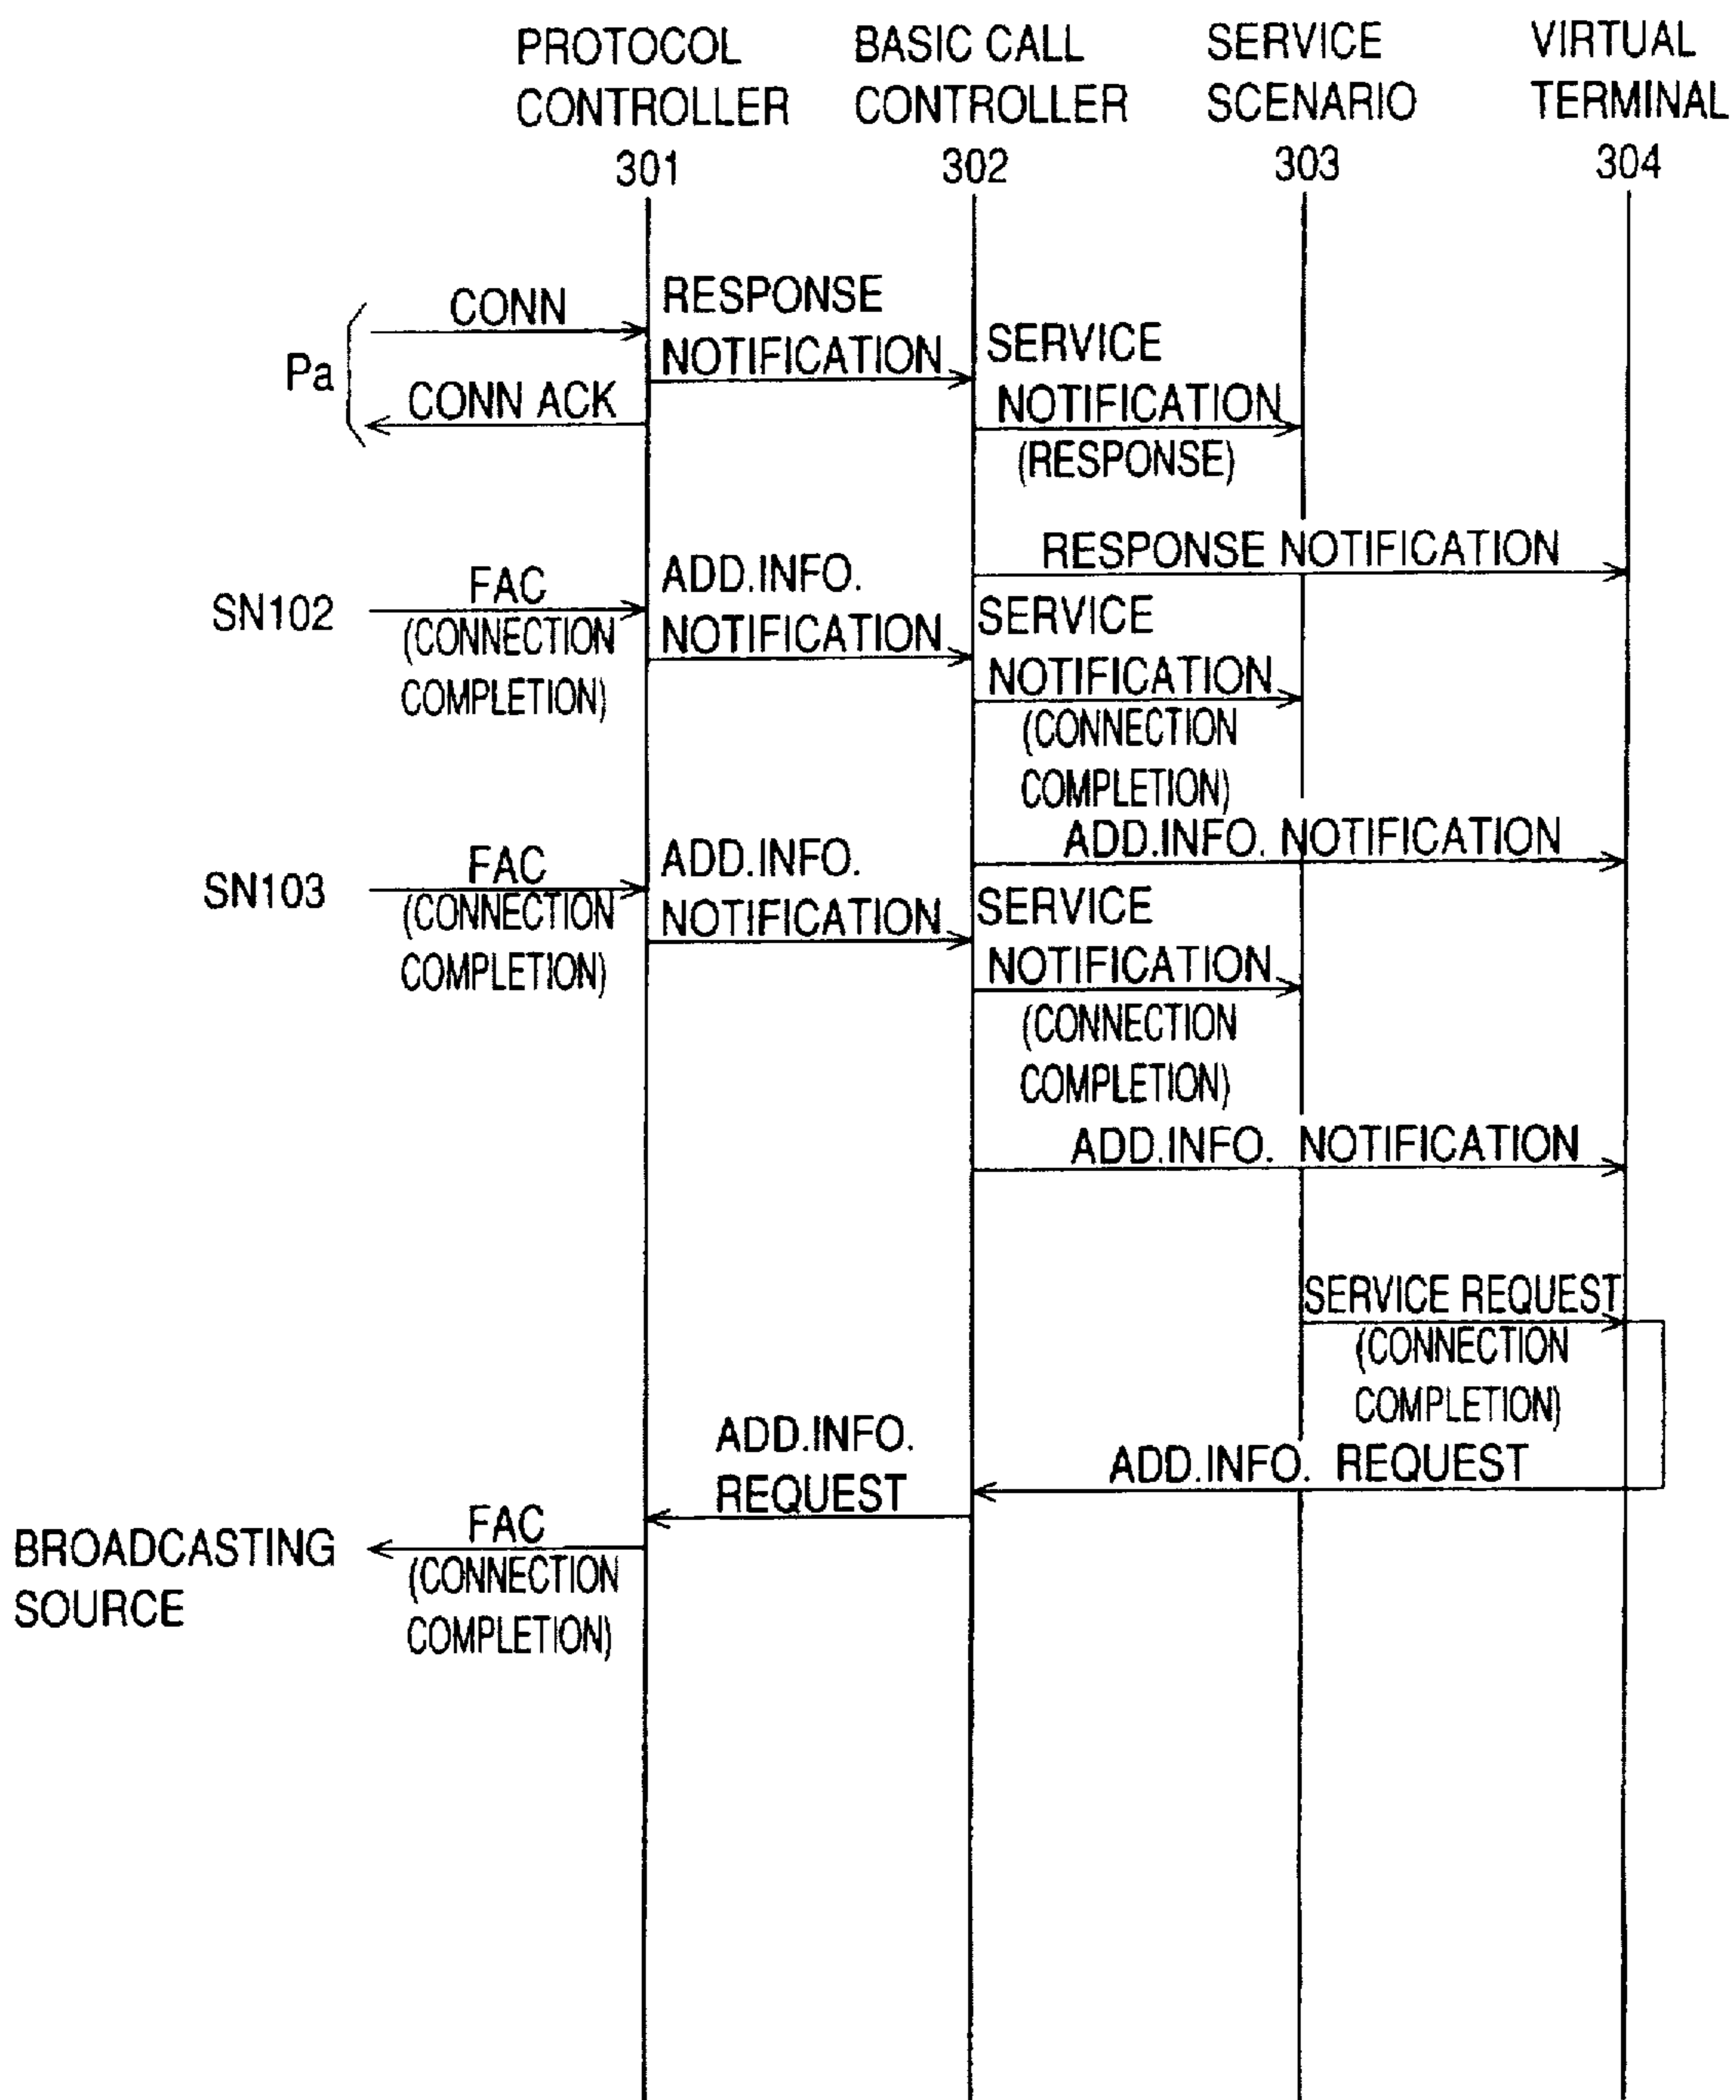 PROTOCOL CONTROLLER 301
BASIC CALL CONTROLLER 302
SERVICE SCENARIO 303
VIRTUAL TERMINAL 304
Pa
CONN
RESPONSE
NOTIFICATION
SERVICE
NOTIFICATION
(RESPONSE)
CONN ACK
RESPONSE NOTIFICATION
SN102
FAC
(CONNECTION
COMPLETION)
ADD.INFO.
NOTIFICATION
SERVICE
NOTIFICATION
(CONNECTION
COMPLETION)
ADD.INFO. NOTIFICATION
SN103
FAC
(CONNECTION
COMPLETION)
ADD.INFO.
NOTIFICATION
SERVICE
NOTIFICATION
(CONNECTION
COMPLETION)
ADD.INFO. NOTIFICATION
SERVICE REQUEST
(CONNECTION
COMPLETION)
ADD.INFO. REQUEST
ADD.INFO.
REQUEST
BROADCASTING
SOURCE
FAC
(CONNECTION
COMPLETION)